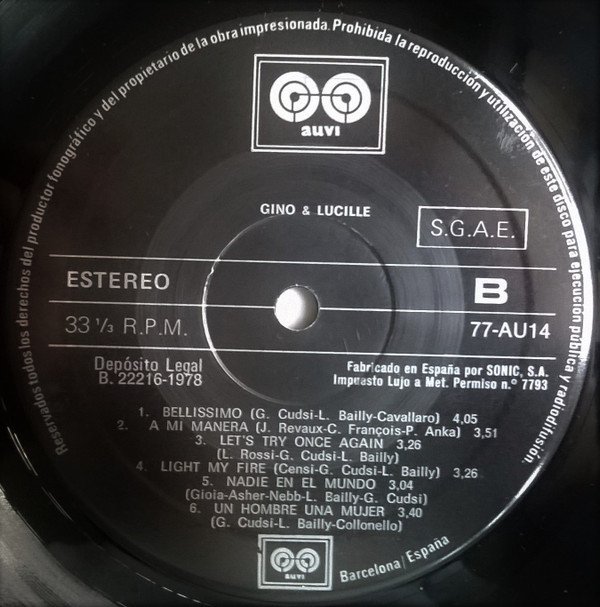 Reservados todos los derechos del productor fonográfico y del propietario de la obra impresionada. Prohibida la reproducción y utilización de este disco para ejecución pública y radiodifusión.
auvi
GINO & LUCILLE
S.G.A.E.
ESTEREO
B
33 1/3 R.P.M.
77-AU14
Depósito Legal
B. 22216-1978
Fabricado en España por SONIC, S.A.
Impuesto Lujo a Met. Permiso n.º 7793
1. BELLISSIMO (G. Cudsi-L. Bailly-Cavallaro) 4,05
2. A MI MANERA (J. Revaux-C. François-P. Anka) 3,51
3. LET'S TRY ONCE AGAIN 3,26
(L. Rossi-G. Cudsi-L. Bailly)
4. LIGHT MY FIRE (Censi-G. Cudsi-L. Bailly) 3,26
5. NADIE EN EL MUNDO 3,04
(Gioia-Asher-Nebb-L. Bailly-G. Cudsi)
6. UN HOMBRE UNA MUJER 3,40
(G. Cudsi-L. Bailly-Collonello)
auvi
Barcelona/España